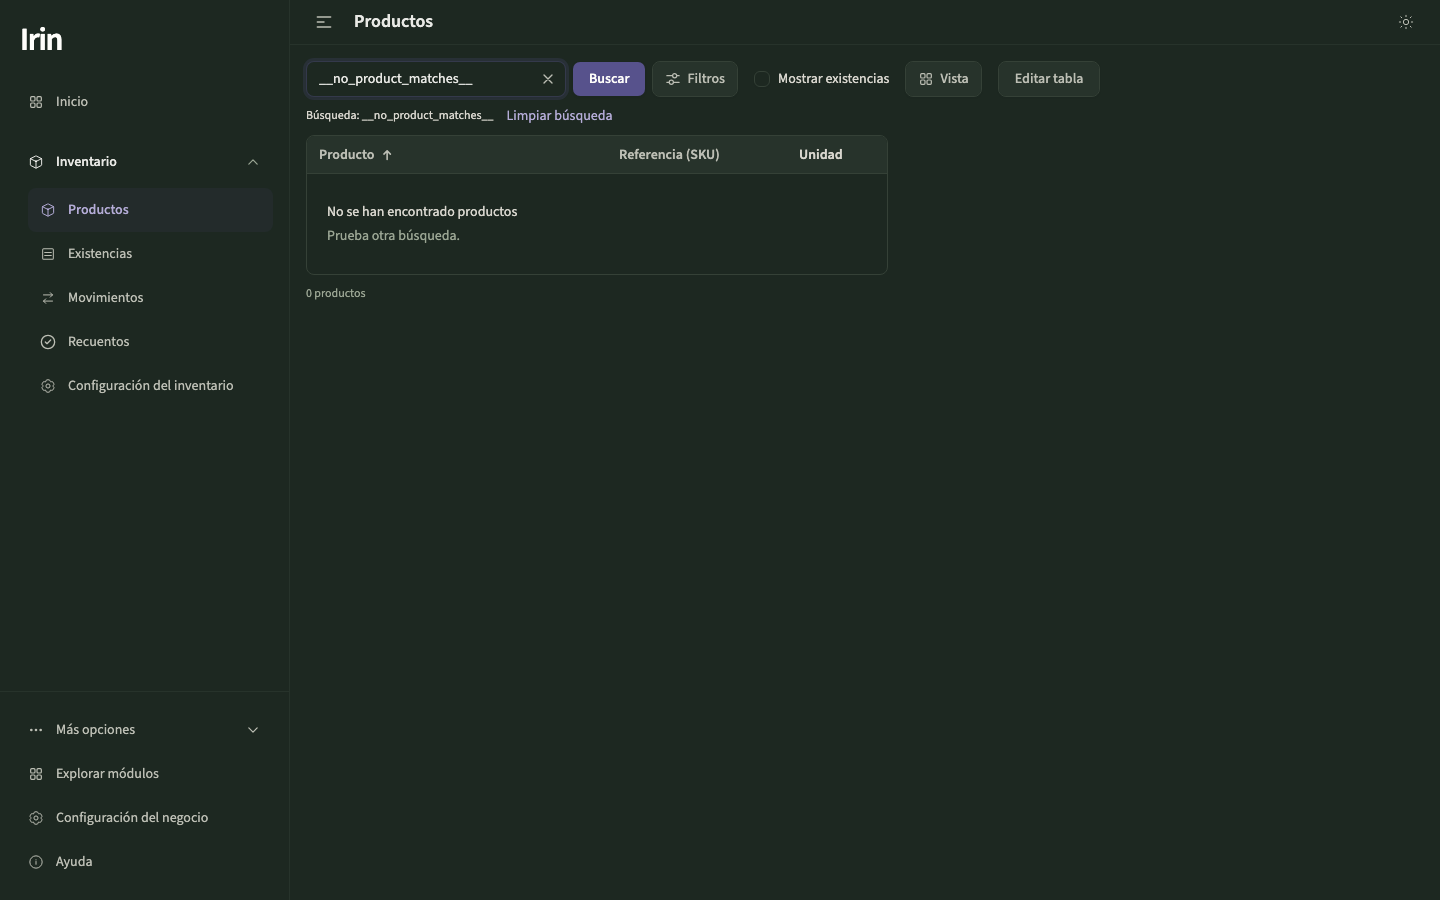 Irin
Productos
Inicio
Inventario
Productos
Existencias
Movimientos
Recuentos
Configuración del inventario
Más opciones
Explorar módulos
Configuración del negocio
Ayuda
__no_product_matches__
Buscar
Filtros
Mostrar existencias
Vista
Editar tabla
Búsqueda: __no_product_matches__ Limpiar búsqueda
Producto Referencia (SKU) Unidad
No se han encontrado productos
Prueba otra búsqueda.
0 productos